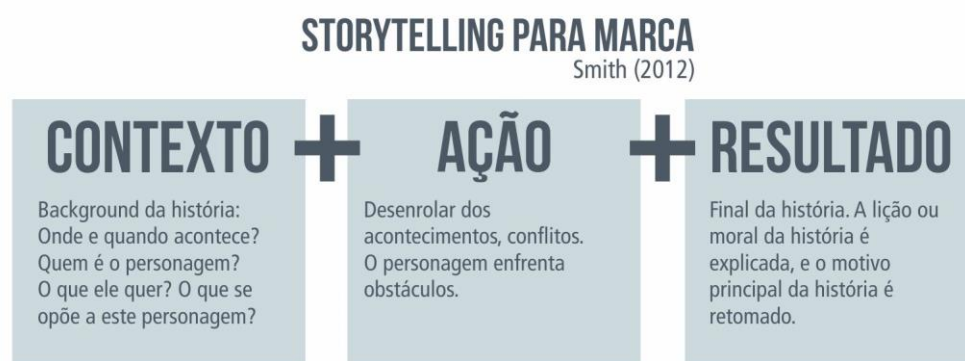 STORYTELLING PARA MARCA
Smith (2012)
CONTEXTO + AÇÃO + RESULTADO
Background da história:
Onde e quando acontece?
Quem é o personagem?
O que ele quer? O que se
opõe a este personagem?
Desenrolar dos
acontecimentos, conflitos.
O personagem enfrenta
obstáculos.
Final da história. A lição ou
moral da história é
explicada, e o motivo
principal da história é
retomado.